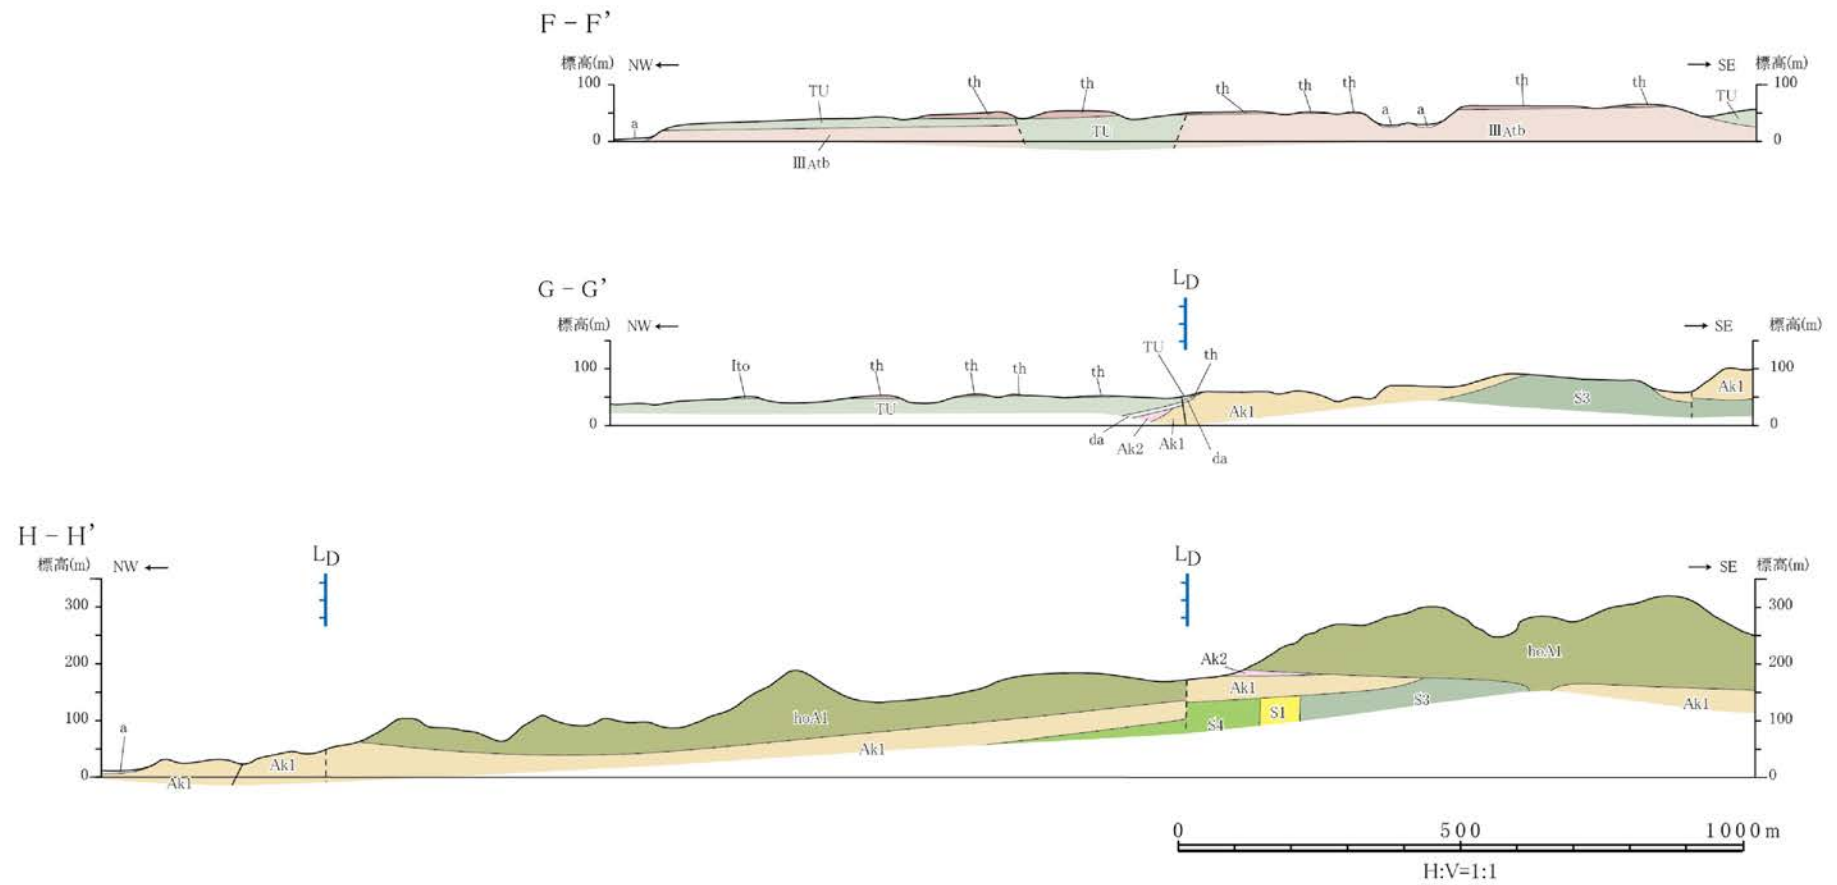 F – F’
標高(m) NW ← → SE 標高(m)
100 TU th th th th th th th TU 100
a a a
0 TU ⅢAtb 0
ⅢAtb
LD
G – G’
標高(m) NW ← → SE 標高(m)
TU th
100 Ito th th th th 100
TU Ak1 S3 Ak1
0 0
da Ak2 Ak1 da
H – H’
LD LD
標高(m) NW ← → SE 標高(m)
300 300
200 Ak2 hoA1 200
Ak1 S3 Ak1
100 hoA1 S4 S1 100
a Ak1
Ak1
0 0
Ak1
0 500 1000m
H:V=1:1